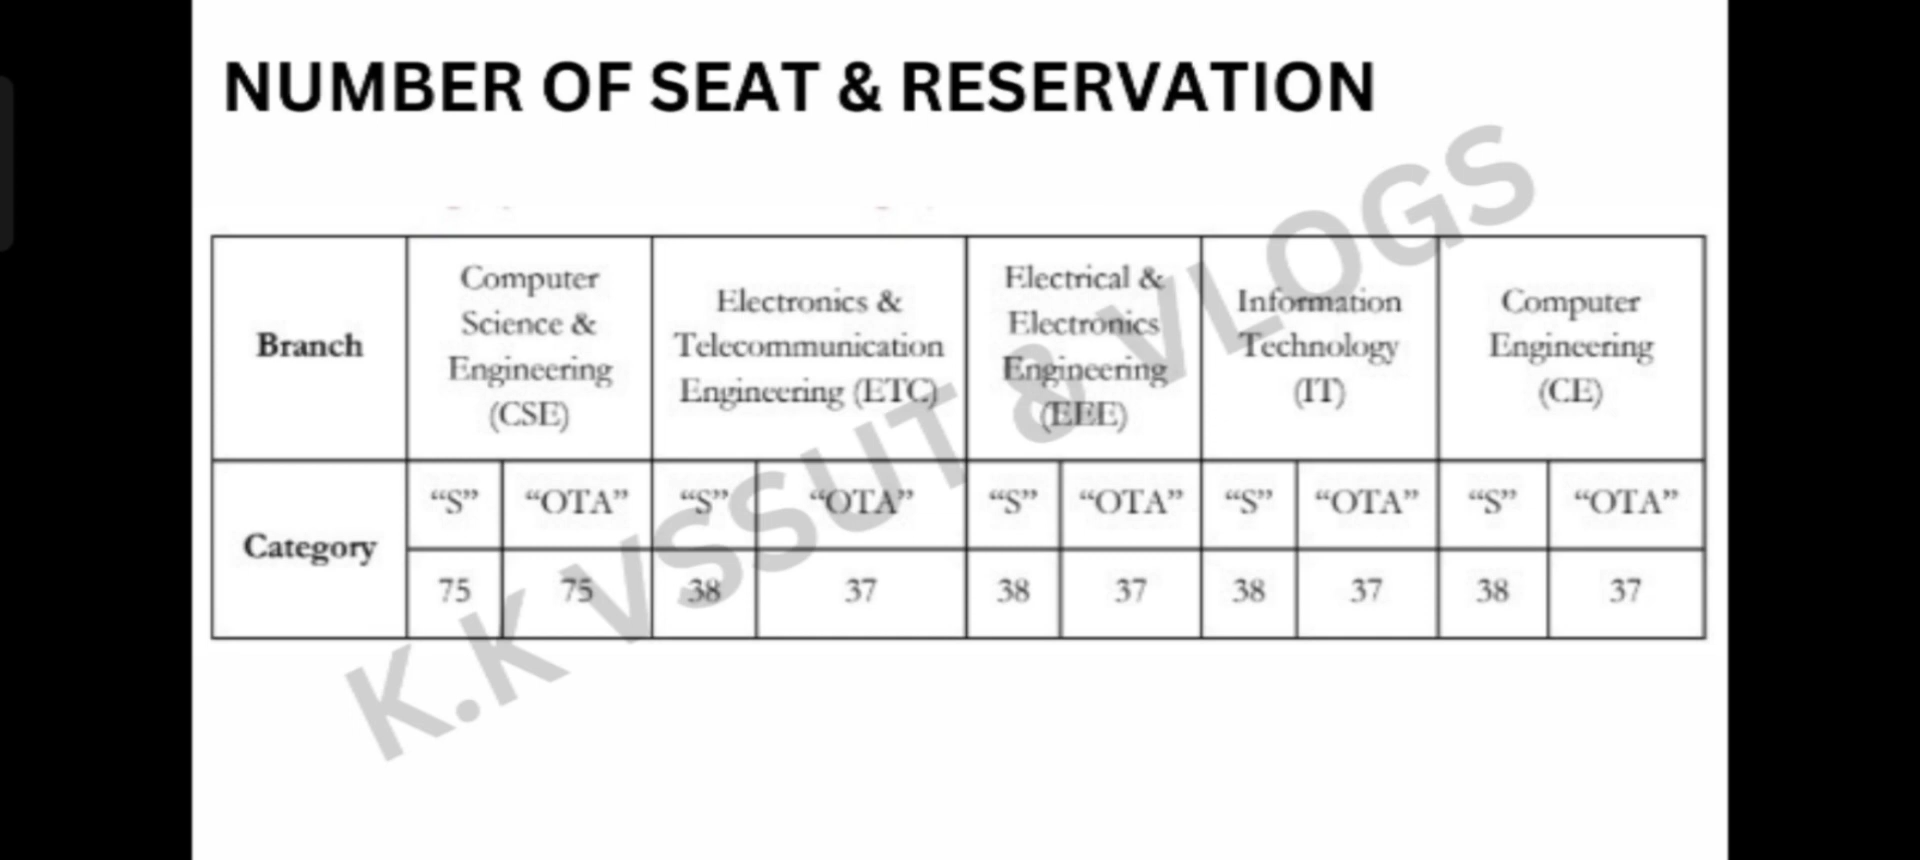 NUMBER OF SEAT & RESERVATION
Branch
Computer
Science &
Engineering
(CSE)
Electronics &
Telecommunication
Engineering (ETC)
Electrical &
Electronics
Engineering
(EEE)
Information
Technology
(IT)
Computer
Engineering
(CE)
Category
“S” “OTA” “S” “OTA” “S” “OTA” “S” “OTA” “S” “OTA”
75 75 38 37 38 37 38 37 38 37
K.K VSSUT & VLOGS